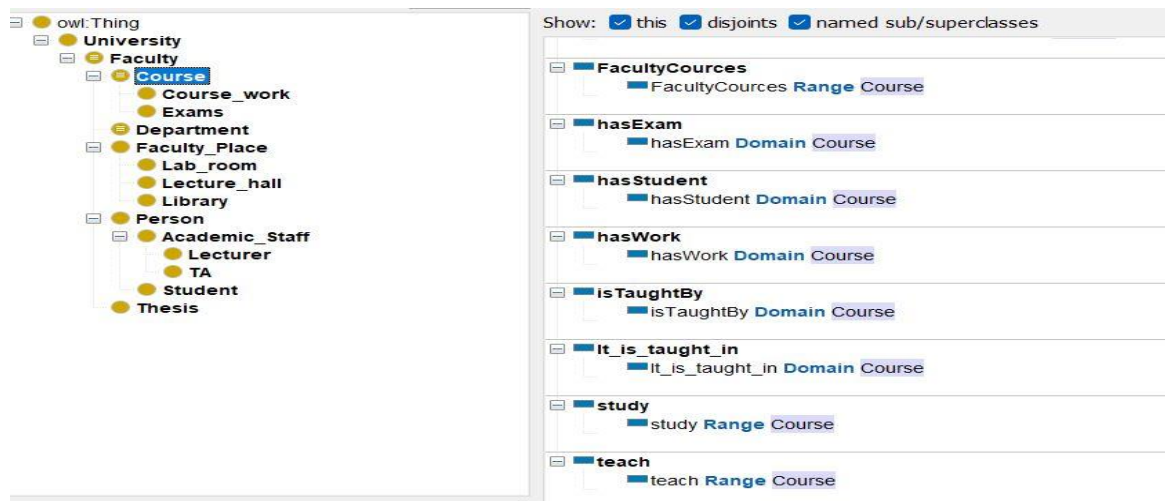 owl:Thing
University
Faculty
Course
Course_work
Exams
Department
Faculty_Place
Lab_room
Lecture_hall
Library
Person
Academic_Staff
Lecturer
TA
Student
Thesis
Show: this disjoints named sub/superclasses
FacultyCources
FacultyCources Range Course
hasExam
hasExam Domain Course
hasStudent
hasStudent Domain Course
hasWork
hasWork Domain Course
isTaughtBy
isTaughtBy Domain Course
It_is_taught_in
It_is_taught_in Domain Course
study
study Range Course
teach
teach Range Course